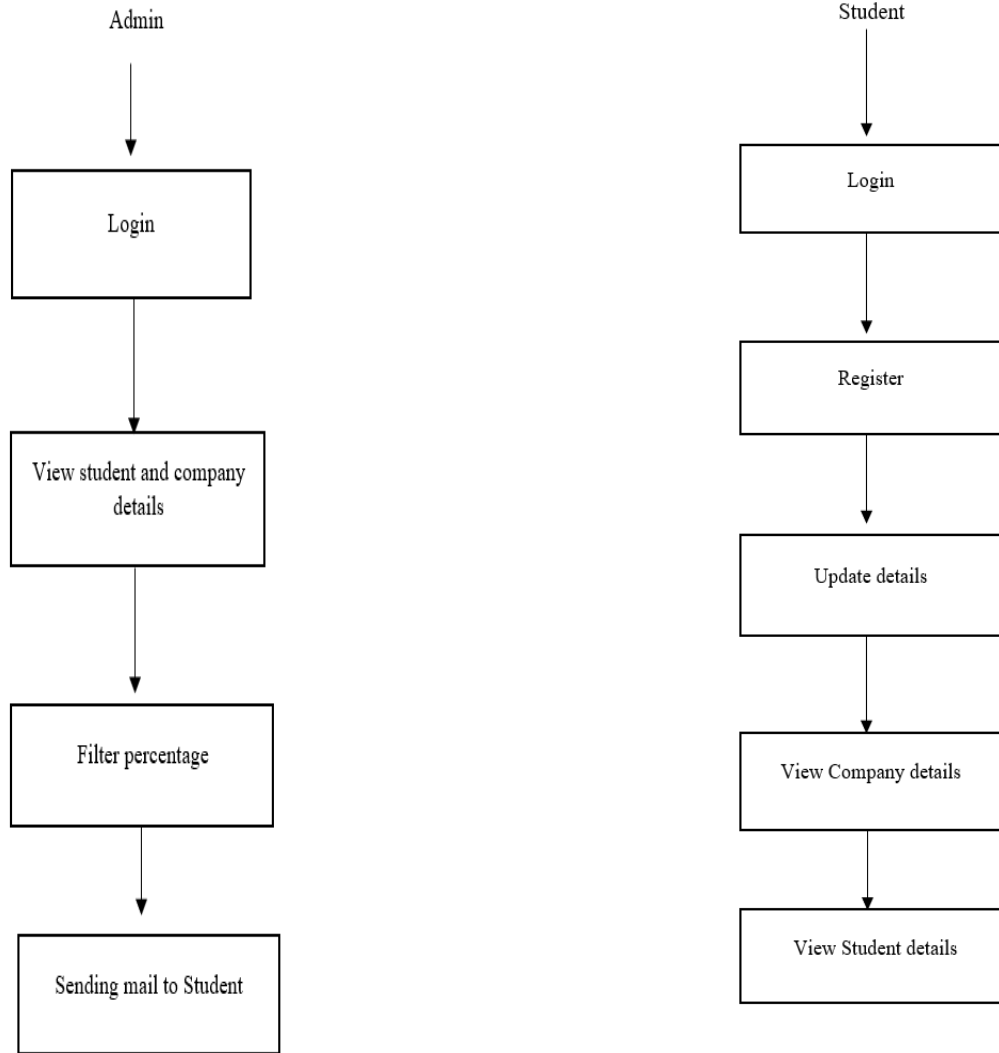 Admin
Login
View student and company
details
Filter percentage
Sending mail to Student
Student
Login
Register
Update details
View Company details
View Student details